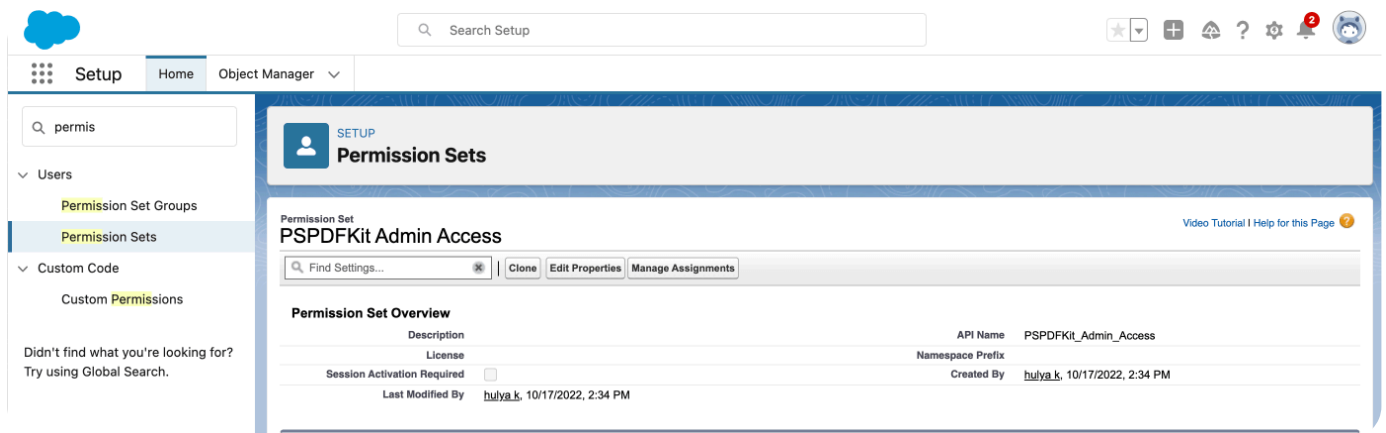 Search Setup
2
Setup Home Object Manager
permis
Users
Permission Set Groups
Permission Sets
Custom Code
Custom Permissions
Didn't find what you're looking for?
Try using Global Search.
SETUP
Permission Sets
Permission Set
PSPDFKit Admin Access
Video Tutorial | Help for this Page ?
Find Settings... | Clone Edit Properties Manage Assignments
Permission Set Overview
Description API Name PSPDFKit_Admin_Access
License Namespace Prefix
Session Activation Required Created By hulya k, 10/17/2022, 2:34 PM
Last Modified By hulya k, 10/17/2022, 2:34 PM